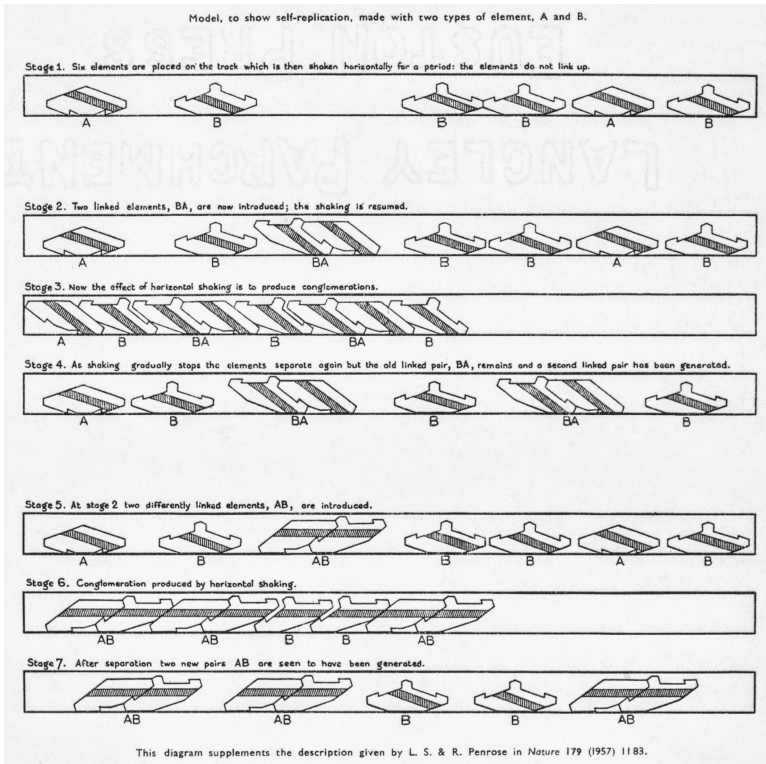 Model, to show self-replication, made with two types of element, A and B.
Stage 1. Six elements are placed on the track which is then shaken horizontally for a period: the elements do not link up.
A B B B A B
Stage 2. Two linked elements, BA, are now introduced; the shaking is resumed.
A B BA B B A B
Stage 3. Now the effect of horizontal shaking is to produce conglomerations.
A B BA B BA B
Stage 4. As shaking gradually stops the elements separate again but the old linked pair, BA, remains and a second linked pair has been generated.
A B BA B BA B
Stage 5. At stage 2 two differently linked elements, AB, are introduced.
A B AB B B A B
Stage 6. Conglomeration produced by horizontal shaking.
AB AB B B AB
Stage 7. After separation two new pairs AB are seen to have been generated.
AB AB B B AB
This diagram supplements the description given by L. S. & R. Penrose in Nature 179 (1957) 1183.